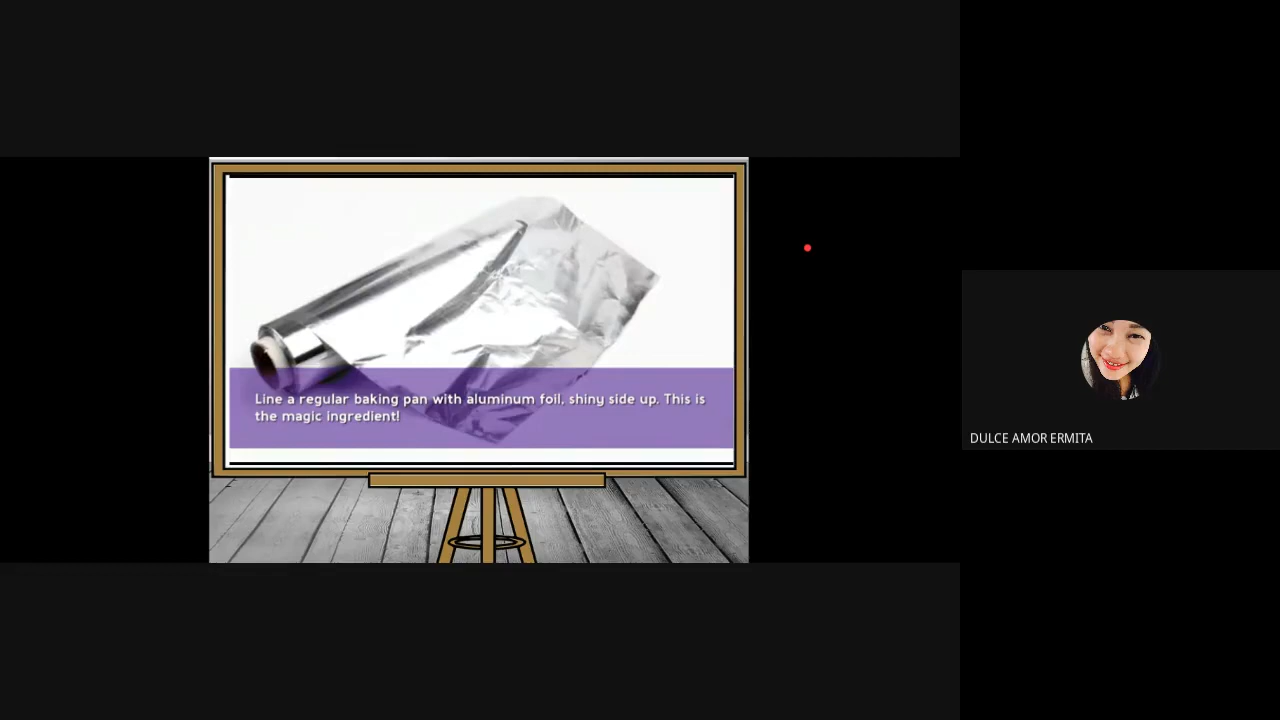 Line a regular baking pan with aluminum foil, shiny side up. This is
the magic ingredient!
DULCE AMOR ERMITA